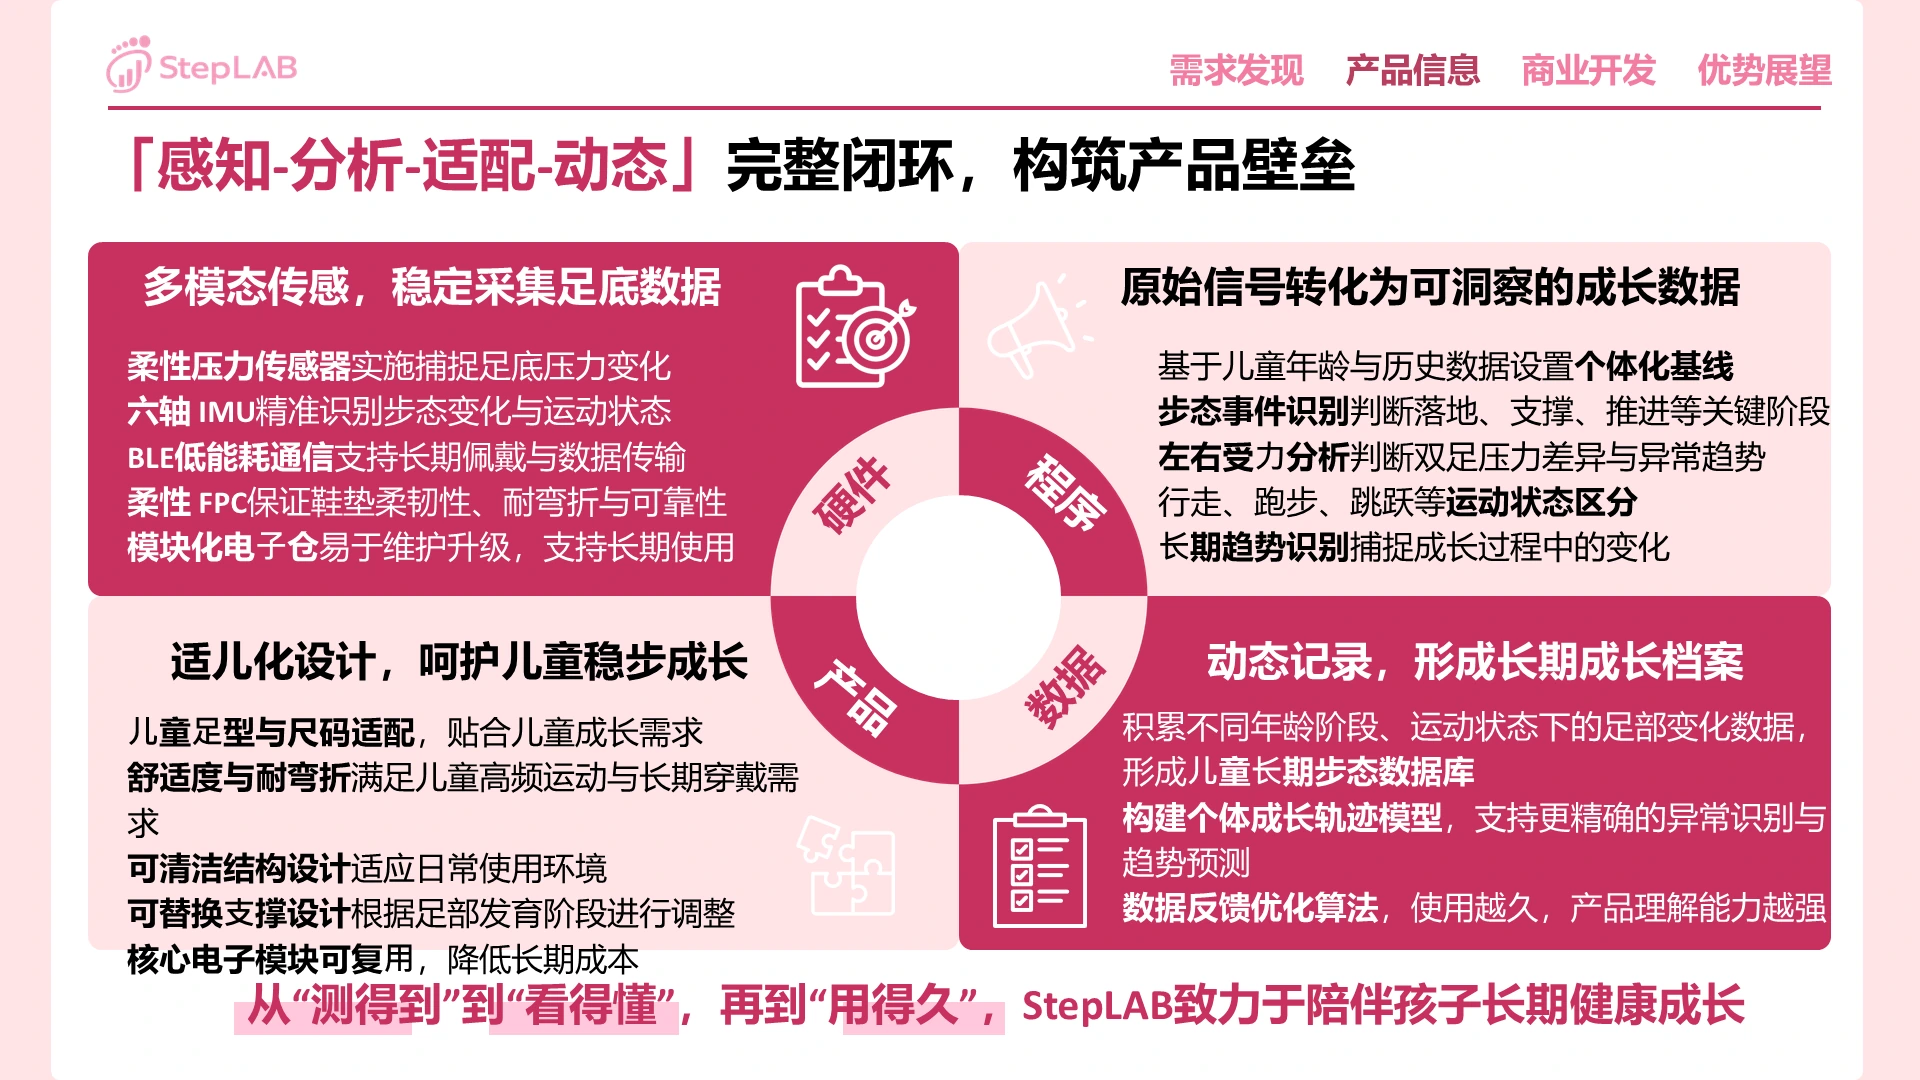 StepLAB
需求发现 产品信息 商业开发 优势展望
「感知-分析-适配-动态」完整闭环，构筑产品壁垒
多模态传感，稳定采集足底数据
柔性压力传感器实施捕捉足底压力变化
六轴 IMU精准识别步态变化与运动状态
BLE低能耗通信支持长期佩戴与数据传输
柔性 FPC保证鞋垫柔韧性、耐弯折与可靠性
模块化电子仓易于维护升级，支持长期使用
原始信号转化为可洞察的成长数据
基于儿童年龄与历史数据设置个体化基线
步态事件识别判断落地、支撑、推进等关键阶段
左右受力分析判断双足压力差异与异常趋势
行走、跑步、跳跃等运动状态区分
长期趋势识别捕捉成长过程中的变化
硬件
程序
产品
数据
适儿化设计，呵护儿童稳步成长
儿童足型与尺码适配，贴合儿童成长需求
舒适度与耐弯折满足儿童高频运动与长期穿戴需
求
可清洁结构设计适应日常使用环境
可替换支撑设计根据足部发育阶段进行调整
核心电子模块可复用，降低长期成本
动态记录，形成长期成长档案
积累不同年龄阶段、运动状态下的足部变化数据，
形成儿童长期步态数据库
构建个体成长轨迹模型，支持更精确的异常识别与
趋势预测
数据反馈优化算法，使用越久，产品理解能力越强
从“测得到”到“看得懂”，再到“用得久”，StepLAB致力于陪伴孩子长期健康成长